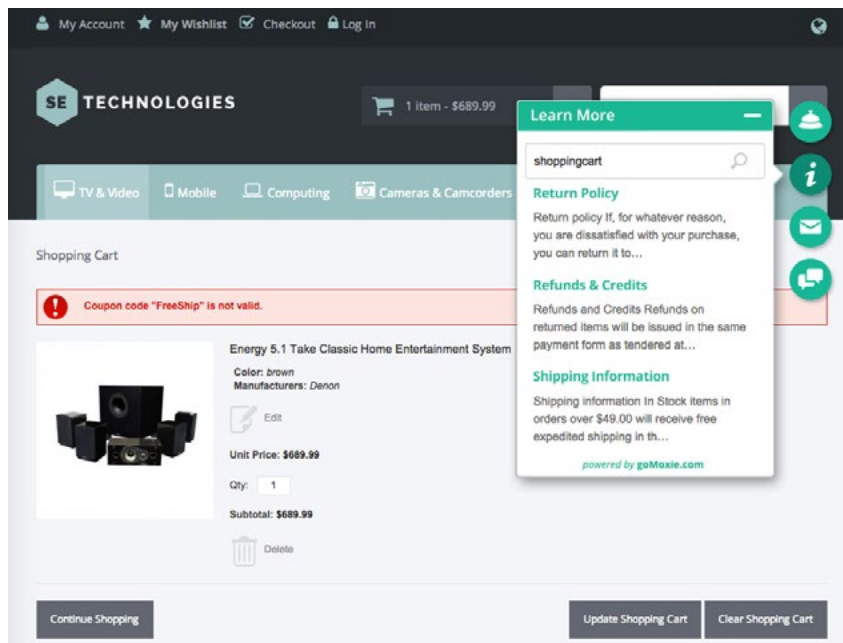 My Account My Wishlist Checkout Log In
SE TECHNOLOGIES
1 item - $689.99
TV & Video Mobile Computing Cameras & Camcorders
Shopping Cart
Coupon code "FreeShip" is not valid.
Energy 5.1 Take Classic Home Entertainment System
Color: brown
Manufacturers: Denon
Edit
Unit Price: $689.99
Qty: 1
Subtotal: $689.99
Delete
Continue Shopping
Update Shopping Cart
Clear Shopping Cart
Learn More
shoppingcart
Return Policy
Return policy If, for whatever reason,
you are dissatisfied with your purchase,
you can return it to...
Refunds & Credits
Refunds and Credits Refunds on
returned items will be issued in the same
payment form as tendered at...
Shipping Information
Shipping information In Stock items in
orders over $49.00 will receive free
expedited shipping in th...
powered by goMoxie.com
i